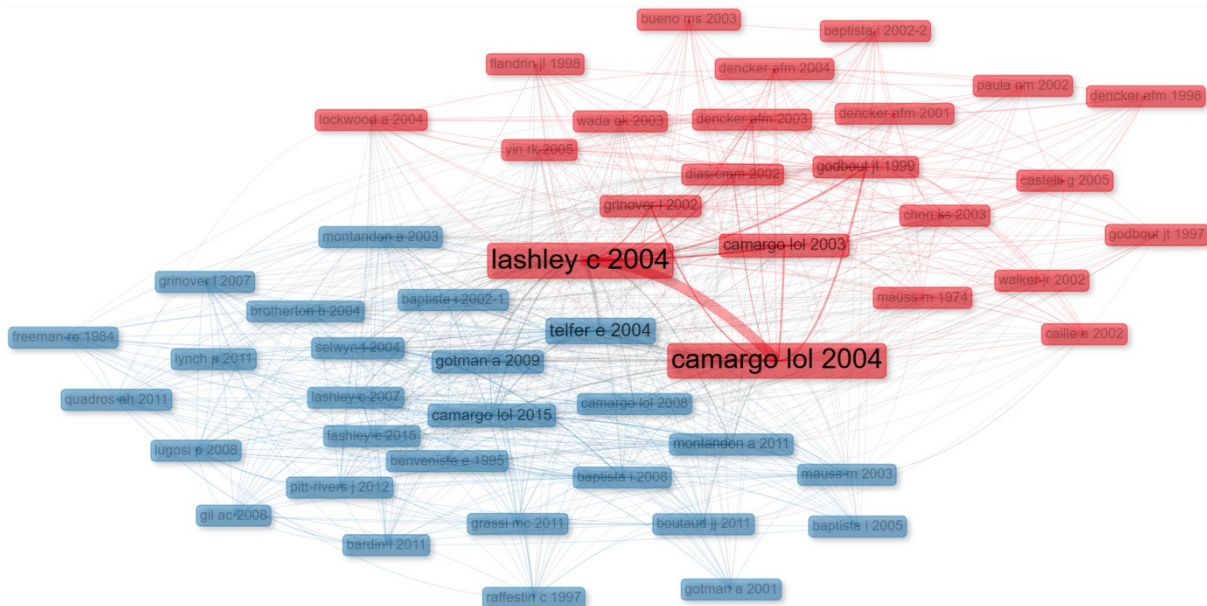 bueno ms 2003
baptista i 2002-2
flandrin jl 1998
dencker afm 2004
paula nm 2002
dencker afm 1998
lockwood a 2004
wada ek 2003
dencker afm 2003
dencker afm 2001
yin rk 2005
godbout jt 1999
dias cmm 2002
castelli g 2005
grinover l 2002
chon ks 2003
montandon a 2003
camargo lol 2003
godbout jt 1997
lashley c 2004
grinover l 2007
walker jr 2002
baptista i 2002-1
mauss m 1974
brotherton b 2004
telfer e 2004
caille a 2002
freeman re 1984
selwyn t 2004
lynch p 2011
gotman a 2009
camargo lol 2004
quadros ah 2011
lashley c 2007
camargo lol 2008
camargo lol 2015
lashley c 2015
montandon a 2011
lugosi p 2008
benveniste e 1995
baptista i 2008
mauss m 2003
pitt-rivers j 2012
gil ac 2008
grassi mc 2011
boutaud jj 2011
baptista i 2005
bardin l 2011
gotman a 2001
raffestin c 1997